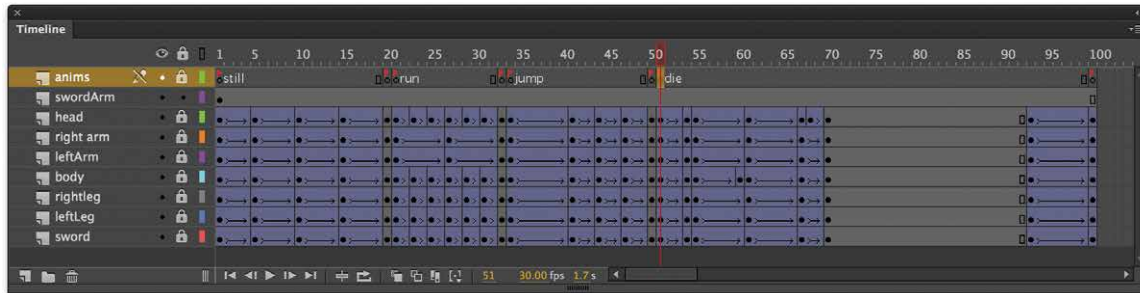 Timeline
1 5 10 15 20 25 30 35 40 45 50 55 60 65 70 75 80 85 90 95 100
anims still run jump die
swordArm
head
right arm
leftArm
body
rightleg
leftLeg
sword
51 30.00 fps 1.7 s